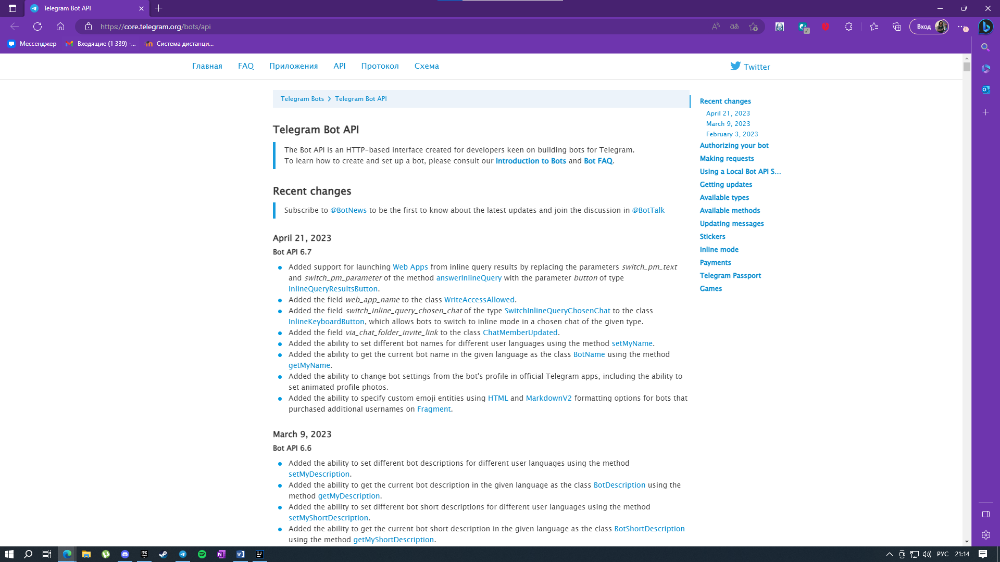 Telegram Bot API
https://core.telegram.org/bots/api
Вход
Мессенджер
Входящие (1 339) -...
Система дистанци...
Главная
FAQ
Приложения
API
Протокол
Схема
Twitter
Telegram Bots
Telegram Bot API
Telegram Bot API
The Bot API is an HTTP-based interface created for developers keen on building bots for Telegram.
To learn how to create and set up a bot, please consult our Introduction to Bots and Bot FAQ.
Recent changes
Subscribe to @BotNews to be the first to know about the latest updates and join the discussion in @BotTalk
April 21, 2023
Bot API 6.7
Added support for launching Web Apps from inline query results by replacing the parameters switch_pm_text
and switch_pm_parameter of the method answerInlineQuery with the parameter button of type
InlineQueryResultsButton.
Added the field web_app_name to the class WriteAccessAllowed.
Added the field switch_inline_query_chosen_chat of the type SwitchInlineQueryChosenChat to the class
InlineKeyboardButton, which allows bots to switch to inline mode in a chosen chat of the given type.
Added the field via_chat_folder_invite_link to the class ChatMemberUpdated.
Added the ability to set different bot names for different user languages using the method setMyName.
Added the ability to get the current bot name in the given language as the class BotName using the method
getMyName.
Added the ability to change bot settings from the bot's profile in official Telegram apps, including the ability to
set animated profile photos.
Added the ability to specify custom emoji entities using HTML and MarkdownV2 formatting options for bots that
purchased additional usernames on Fragment.
March 9, 2023
Bot API 6.6
Added the ability to set different bot descriptions for different user languages using the method
setMyDescription.
Added the ability to get the current bot description in the given language as the class BotDescription using the
method getMyDescription.
Added the ability to set different bot short descriptions for different user languages using the method
setMyShortDescription.
Added the ability to get the current bot short description in the given language as the class BotShortDescription
using the method getMyShortDescription.
Recent changes
April 21, 2023
March 9, 2023
February 3, 2023
Authorizing your bot
Making requests
Using a Local Bot API S...
Getting updates
Available types
Available methods
Updating messages
Stickers
Inline mode
Payments
Telegram Passport
Games
РУС
21:14